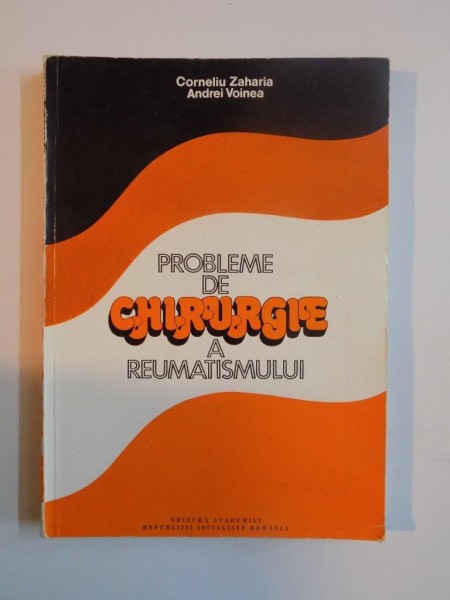 Corneliu Zaharia
Andrei Voinea
PROBLEME
DE
CHIRURGIE
A
REUMATISMULUI
EDITURA ACADEMIEI
REPUBLICII SOCIALISTE ROMÂNIA